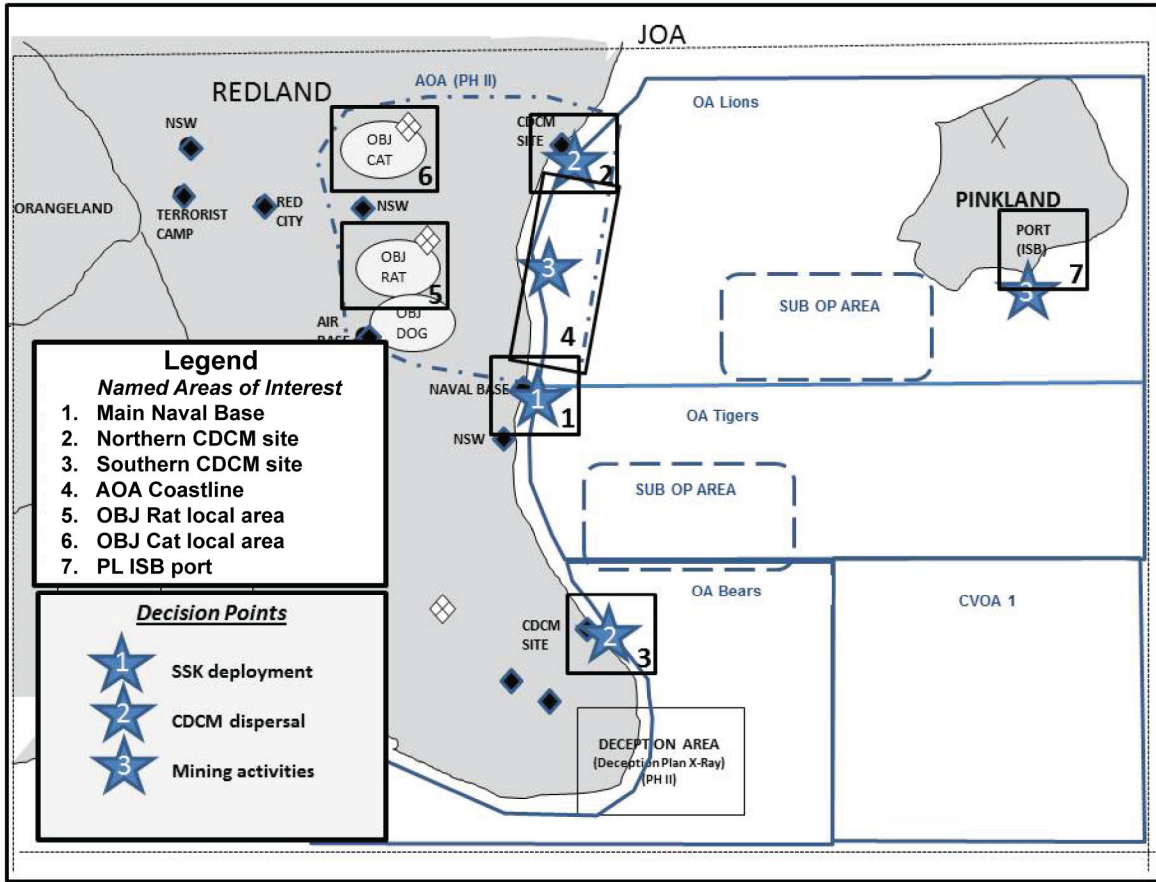 JOA
REDLAND
AOA (PH II)
OA Lions
NSW
CDCM
SITE
OBJ
CAT
6
2
2
ORANGELAND
TERRORIST
CAMP
RED
CITY
NSW
PINKLAND
PORT
(ISB)
7
3
OBJ
RAT
5
3
SUB OP AREA
4
AIR
BASE
OBJ
DOG
NAVAL BASE
1
1
NSW
OA Tigers
SUB OP AREA
Legend
Named Areas of Interest
1. Main Naval Base
2. Northern CDCM site
3. Southern CDCM site
4. AOA Coastline
5. OBJ Rat local area
6. OBJ Cat local area
7. PL ISB port
OA Bears
CVOA 1
CDCM
SITE
2
3
Decision Points
1 SSK deployment
2 CDCM dispersal
3 Mining activities
DECEPTION AREA
(Deception Plan X-Ray)
(PH II)